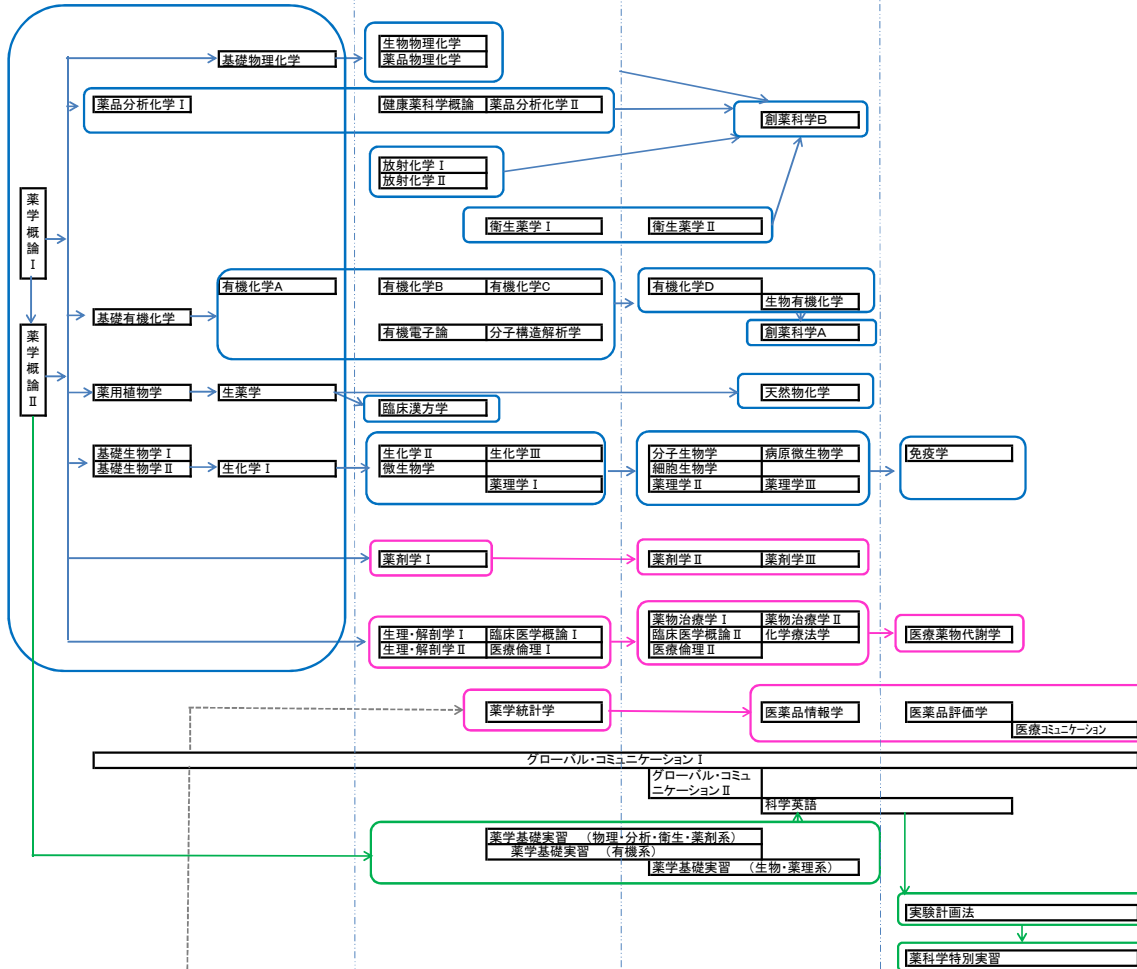 生物物理化学
基礎物理化学
薬品物理化学
薬品分析化学Ⅰ
健康薬科学概論
薬品分析化学Ⅱ
創薬科学B
放射化学Ⅰ
放射化学Ⅱ
薬学概論Ⅰ
衛生薬学Ⅰ
衛生薬学Ⅱ
有機化学A
有機化学B
有機化学C
有機化学D
生物有機化学
基礎有機化学
薬学概論Ⅱ
有機電子論
分子構造解析学
創薬科学A
薬用植物学
生薬学
天然物化学
臨床漢方学
基礎生物学Ⅰ
基礎生物学Ⅱ
生化学Ⅰ
生化学Ⅱ
生化学Ⅲ
微生物学
薬理学Ⅰ
分子生物学
病原微生物学
細胞生物学
薬理学Ⅱ
薬理学Ⅲ
免疫学
薬剤学Ⅰ
薬剤学Ⅱ
薬剤学Ⅲ
生理・解剖学Ⅰ
臨床医学概論Ⅰ
生理・解剖学Ⅱ
医療倫理Ⅰ
薬物治療学Ⅰ
薬物治療学Ⅱ
臨床医学概論Ⅱ
化学療法学
医療倫理Ⅱ
医療薬物代謝学
薬学統計学
医薬品情報学
医薬品評価学
医療コミュニケーション
グローバル・コミュニケーションⅠ
グローバル・コミュ
ニケーションⅡ
科学英語
薬学基礎実習 （物理・分析・衛生・薬剤系）
薬学基礎実習 （有機系）
薬学基礎実習 （生物・薬理系）
実験計画法
薬科学特別実習